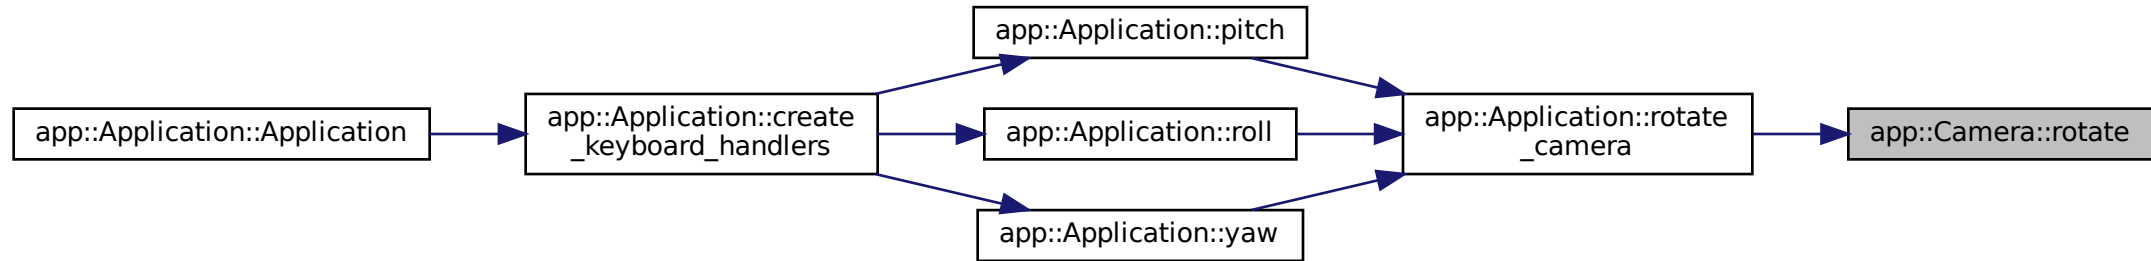 app::Application::pitch
app::Application::Application
app::Application::create
_keyboard_handlers
app::Application::roll
app::Application::rotate
_camera
app::Camera::rotate
app::Application::yaw